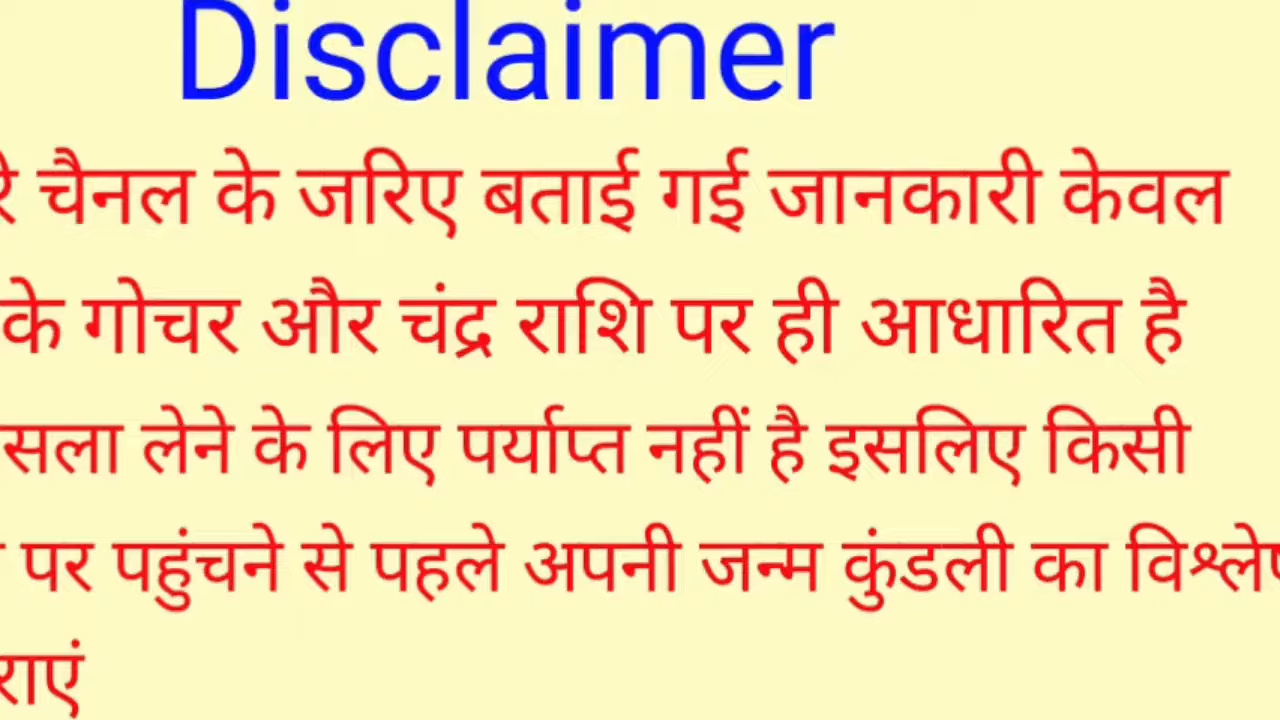 Disclaimer
चैनल के जरिए बताई गई जानकारी केवल
के गोचर और चंद्र राशि पर ही आधारित है
लेने के लिए पर्याप्त नहीं है इसलिए किसी
पर पहुंचने से पहले अपनी जन्म कुंडली का